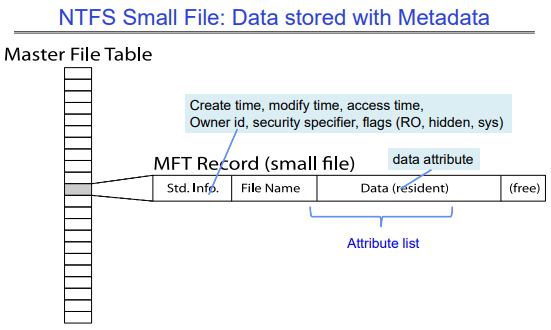 NTFS Small File: Data stored with Metadata
Master File Table
Create time, modify time, access time,
Owner id, security specifier, flags (RO, hidden, sys)
data attribute
MFT Record (small file)
Std. Info.
File Name
Data (resident)
(free)
Attribute list